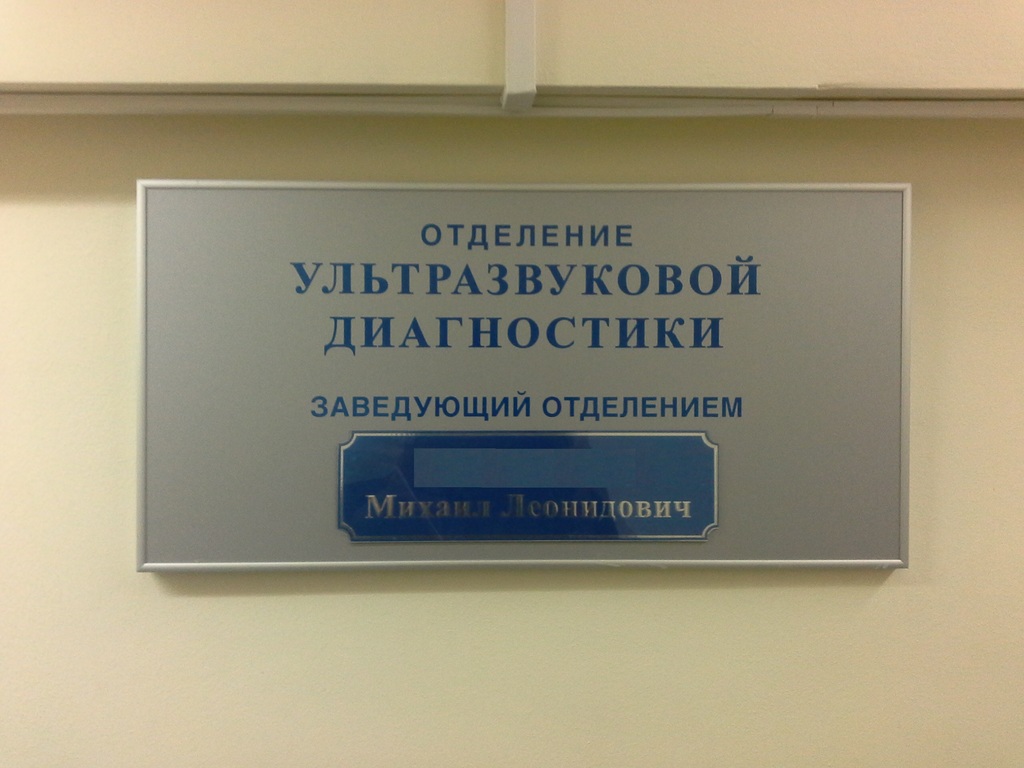 ОТДЕЛЕНИЕ
УЛЬТРАЗВУКОВОЙ
ДИАГНОСТИКИ
ЗАВЕДУЮЩИЙ ОТДЕЛЕНИЕМ
Михаил Леонидович